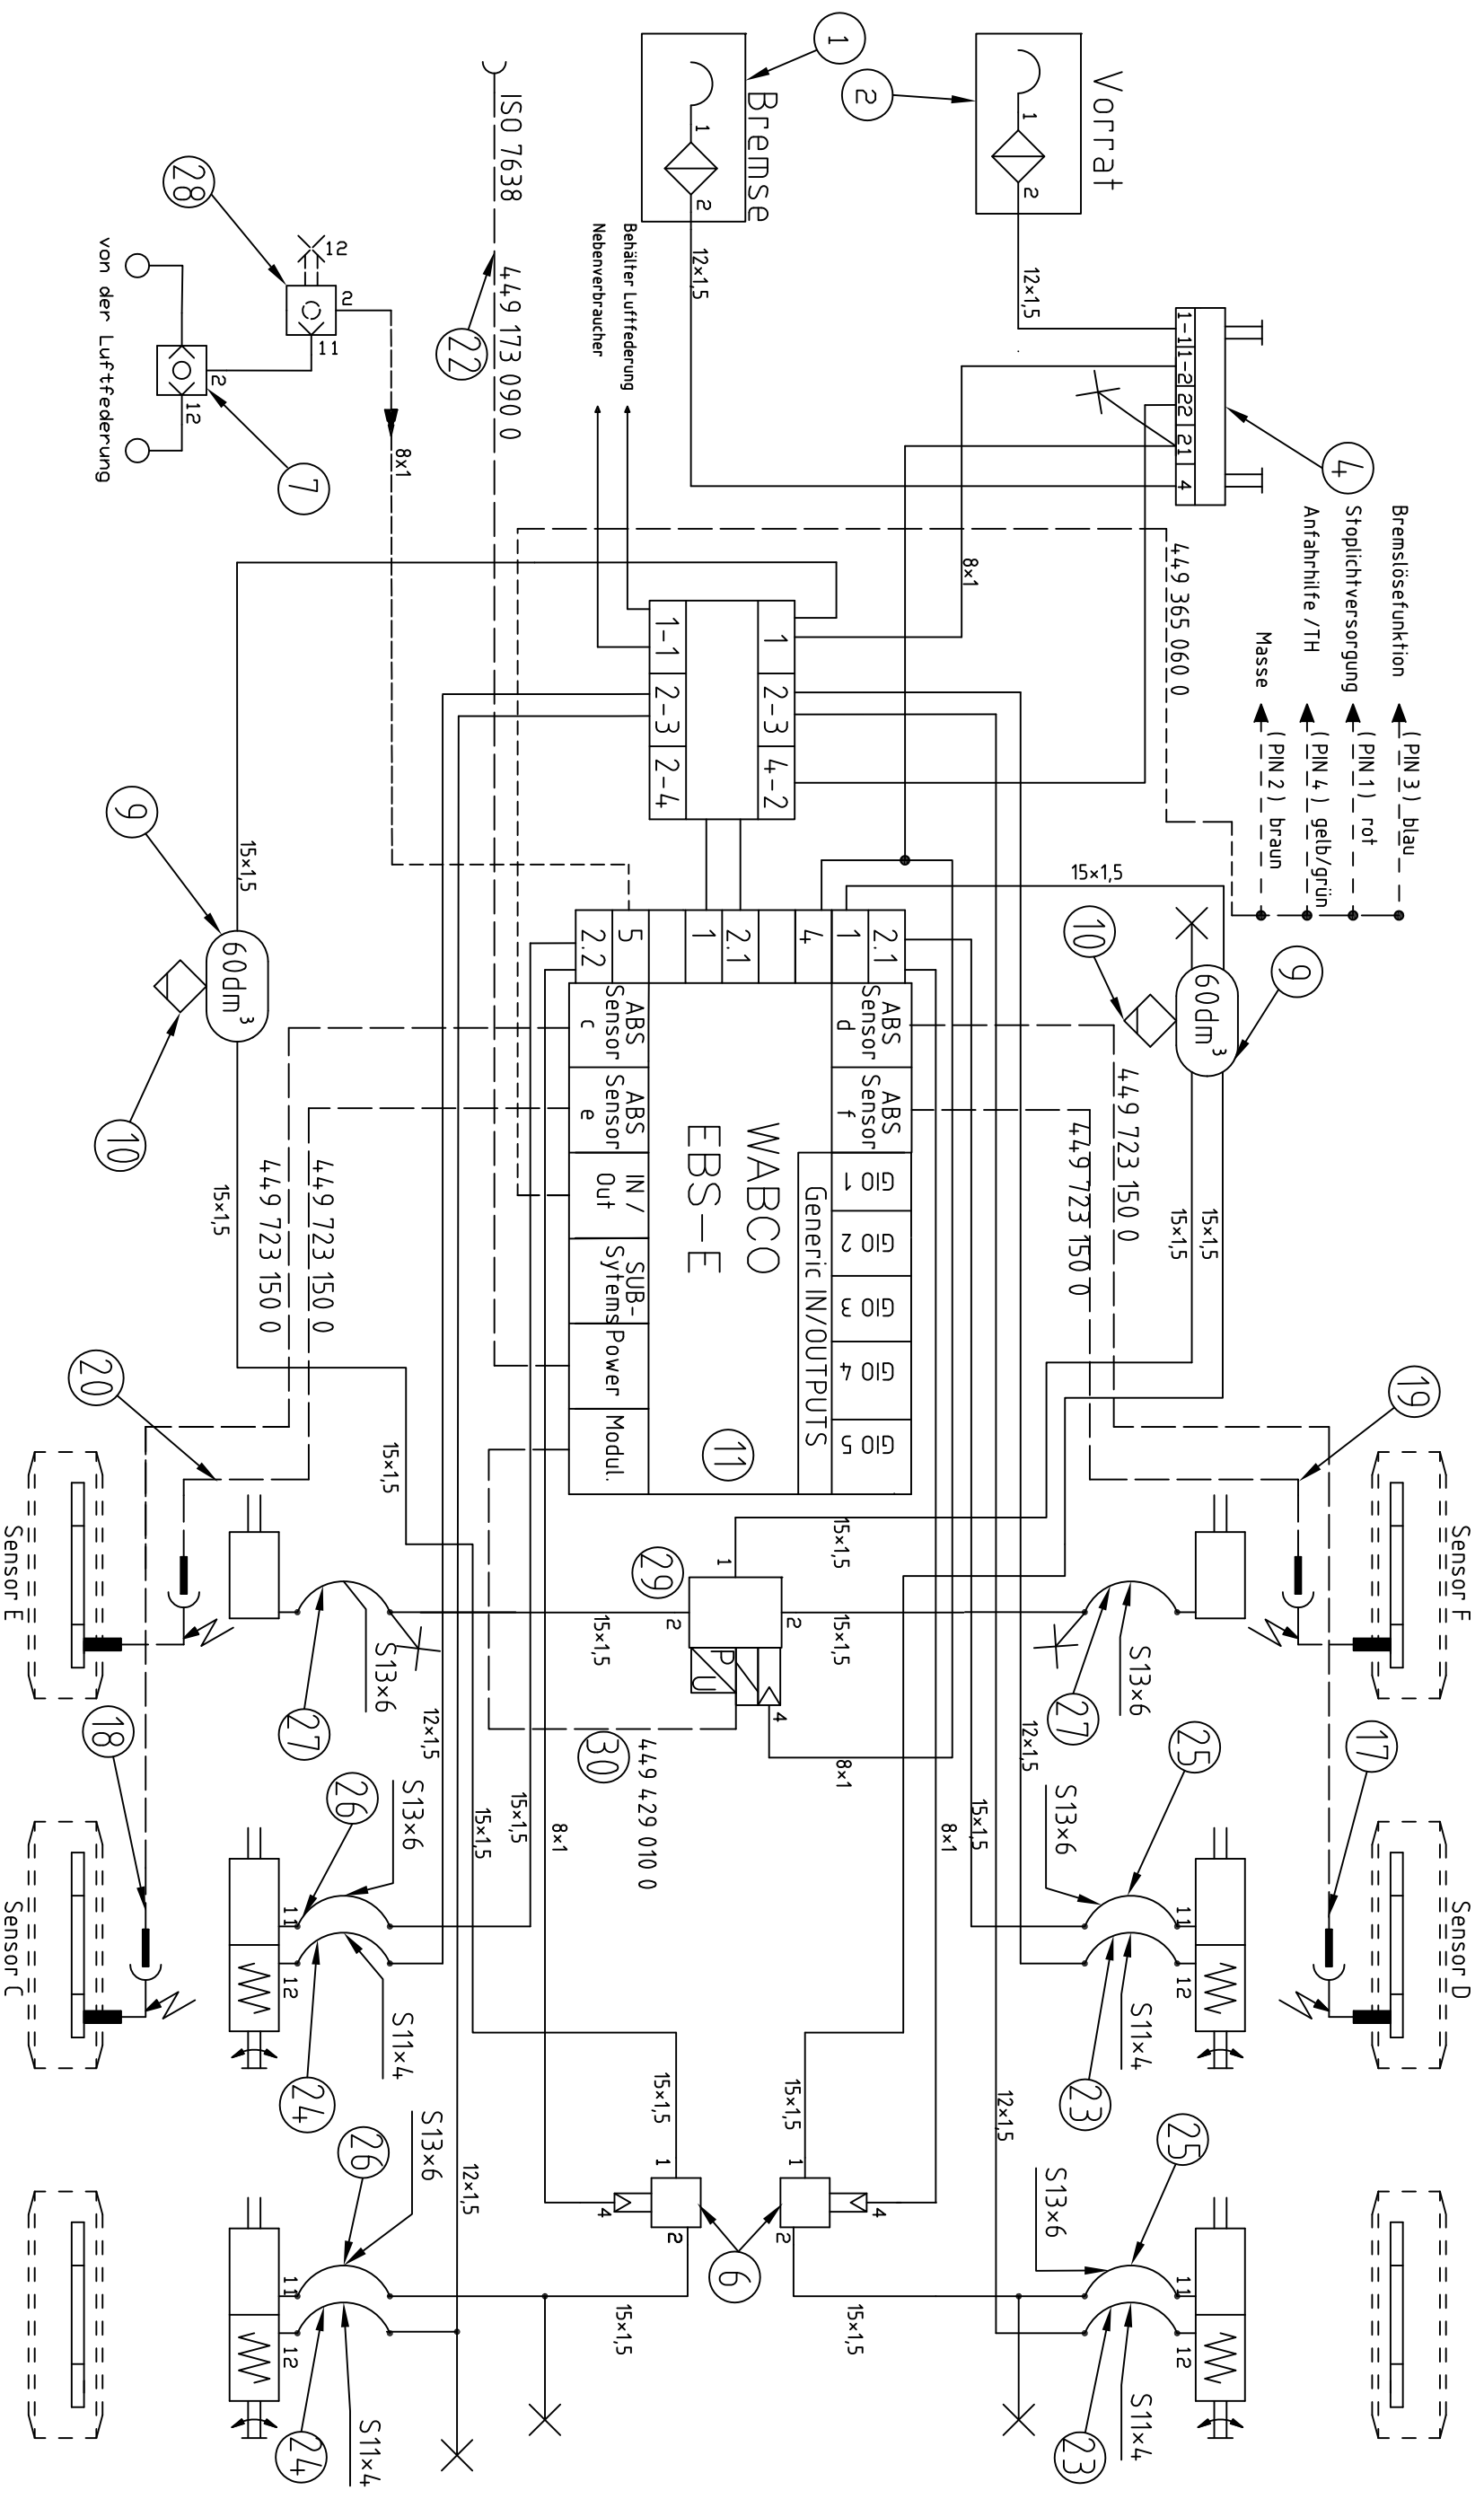 Vorrat
Bremse
1
2
1
2
1
2
12×1,5
12×1,5
ISO 7638
449 173 090 0
22
Behälter Luftfederung
Nebenverbraucher
28
12
2
11
2
12
7
von der Luftfederung
8×1
1-1
1-2
22
21
4
4
Bremslösefunktion
Stoplichtversorgung
Anfahrhilfe /TH
Masse
( PIN 3 ) blau
( PIN 1 ) rot
( PIN 4 ) gelb/grün
( PIN 2 ) braun
449 365 060 0
8×1
1
2-3
4-2
1-1
2-3
2-4
9
15×1,5
60dm³
10
15×1,5
15×1,5
10
9
60dm³
2.1
1
4
2.1
1
5
2.2
ABS
Sensor
d
ABS
Sensor
f
ABS
Sensor
c
ABS
Sensor
e
IN/
Out
SUB-
Sytems
Power
Modul.
GIO 1
GIO 2
GIO 3
GIO 4
GIO 5
Generic IN/OUTPUTS
WABCO
EBS-E
11
449 723 150 0
449 723 150 0
15×1,5
15×1,5
449 723 150 0
449 723 150 0
20
19
15×1,5
15×1,5
1
29
2
2
P
U
4
15×1,5
15×1,5
8×1
30
449 429 010 0
Sensor F
Sensor E
S13×6
27
S13×6
27
12×1,5
12×1,5
18
17
25
S13×6
26
S13×6
15×1,5
15×1,5
15×1,5
8×1
8×1
11
12
11
12
Sensor D
Sensor C
S11×4
23
S11×4
24
15×1,5
15×1,5
12×1,5
12×1,5
1
4
2
1
4
2
6
25
S13×6
26
S13×6
11
12
11
12
15×1,5
15×1,5
S11×4
23
S11×4
24